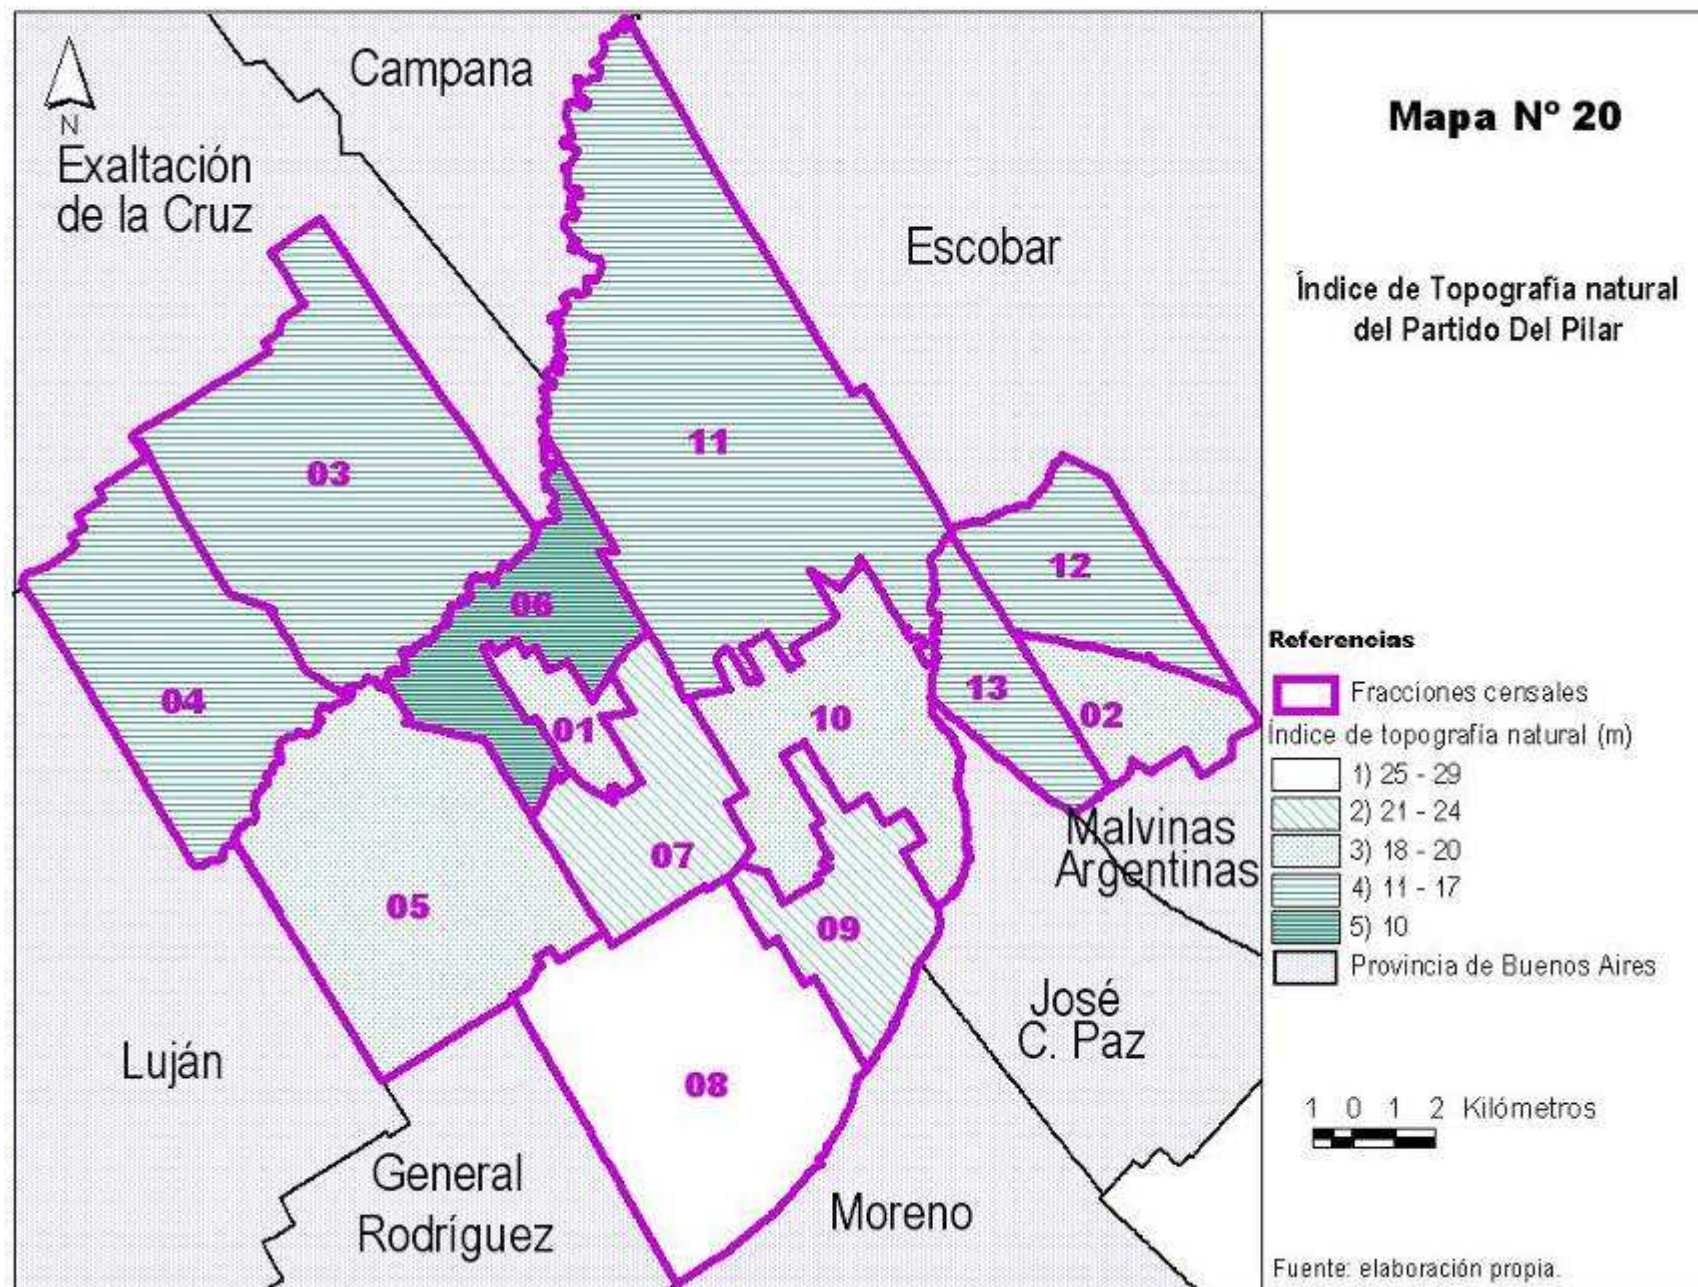 Campana
N
Exaltación
de la Cruz
Escobar
11
03
12
06
04
13
01
10
02
Malvinas
Argentinas
07
05
09
José
C. Paz
Luján
08
General
Rodríguez
Moreno
Mapa Nº 20
Índice de Topografía natural
del Partido Del Pilar
Referencias
Fracciones censales
Índice de topografía natural (m)
1) 25 - 29
2) 21 - 24
3) 18 - 20
4) 11 - 17
5) 10
Provincia de Buenos Aires
1 0 1 2 Kilómetros
Fuente: elaboración propia.